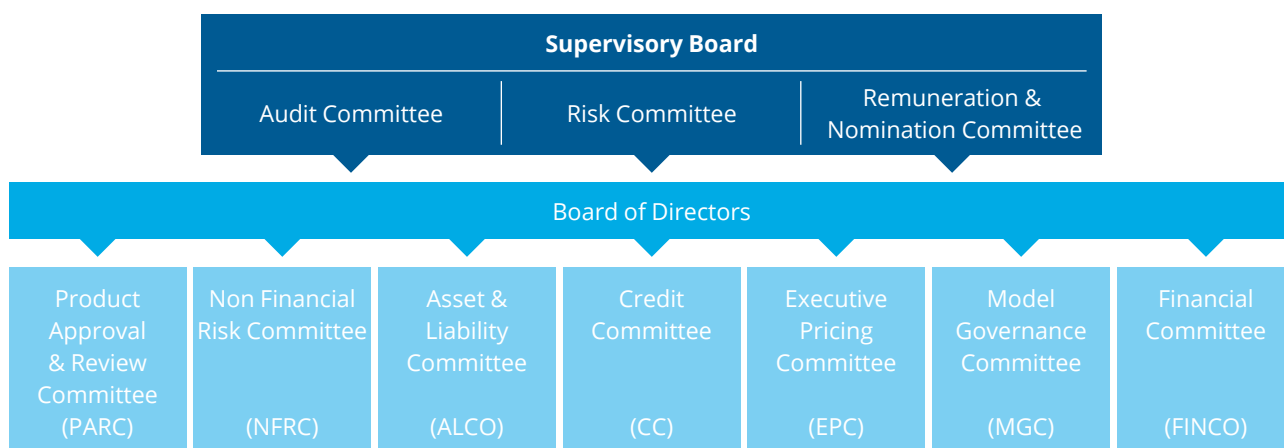 Supervisory Board
Audit Committee
Risk Committee
Remuneration &
Nomination Committee
Board of Directors
Product
Approval
& Review
Committee
(PARC)
Non Financial
Risk Committee
(NFRC)
Asset &
Liability
Committee
(ALCO)
Credit
Committee
(CC)
Executive
Pricing
Committee
(EPC)
Model
Governance
Committee
(MGC)
Financial
Committee
(FINCO)